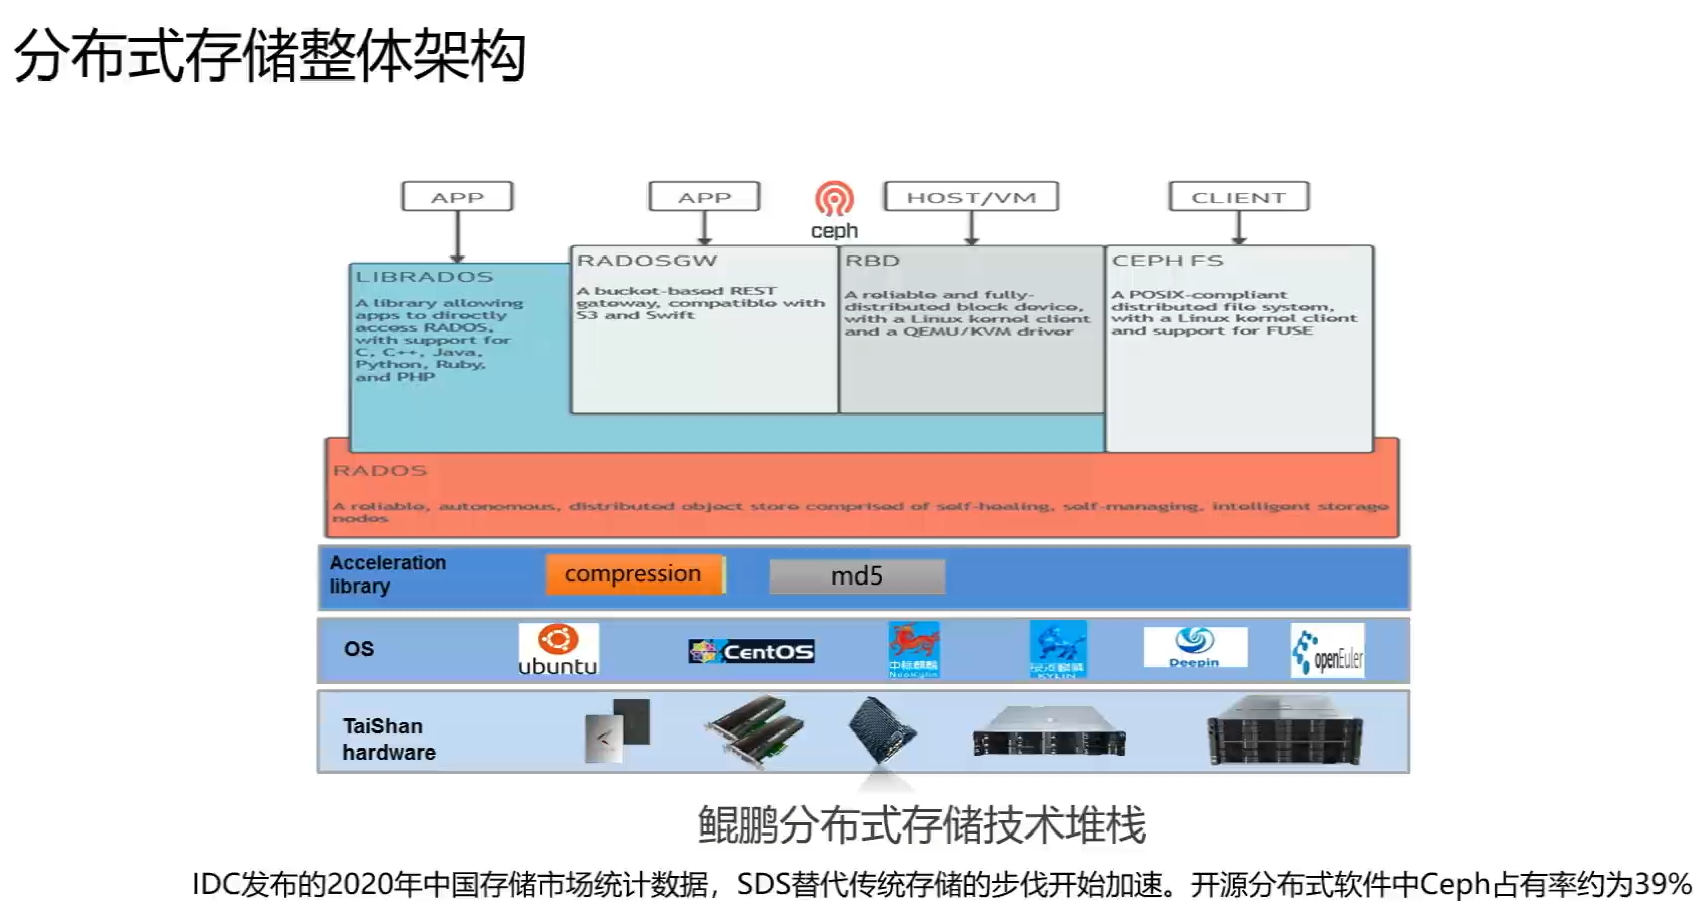 分布式存储整体架构
APP
APP
ceph
HOST/VM
CLIENT
LIBRADOS
A library allowing
apps to directly
access RADOS,
with support for
C, C++, Java,
Python, Ruby,
and PHP
RADOSGW
A bucket-based REST
gateway, compatible with
S3 and Swift
RBD
A reliable and fully-
distributed block device,
with a Linux kernel client
and a QEMU/KVM driver
CEPH FS
A POSIX-compliant
distributed file system,
with a Linux kernel client
and support for FUSE
RADOS
A reliable, autonomous, distributed object store comprised of self-healing, self-managing, intelligent storage
nodes
Acceleration
library
compression
md5
OS
ubuntu
CentOS
中标麒麟
NeoKylin
银河麒麟
KYLIN
Deepin
openEuler
TaiShan
hardware
鲲鹏分布式存储技术堆栈
IDC发布的2020年中国存储市场统计数据，SDS替代传统存储的步伐开始加速。开源分布式软件中Ceph占有率约为39%